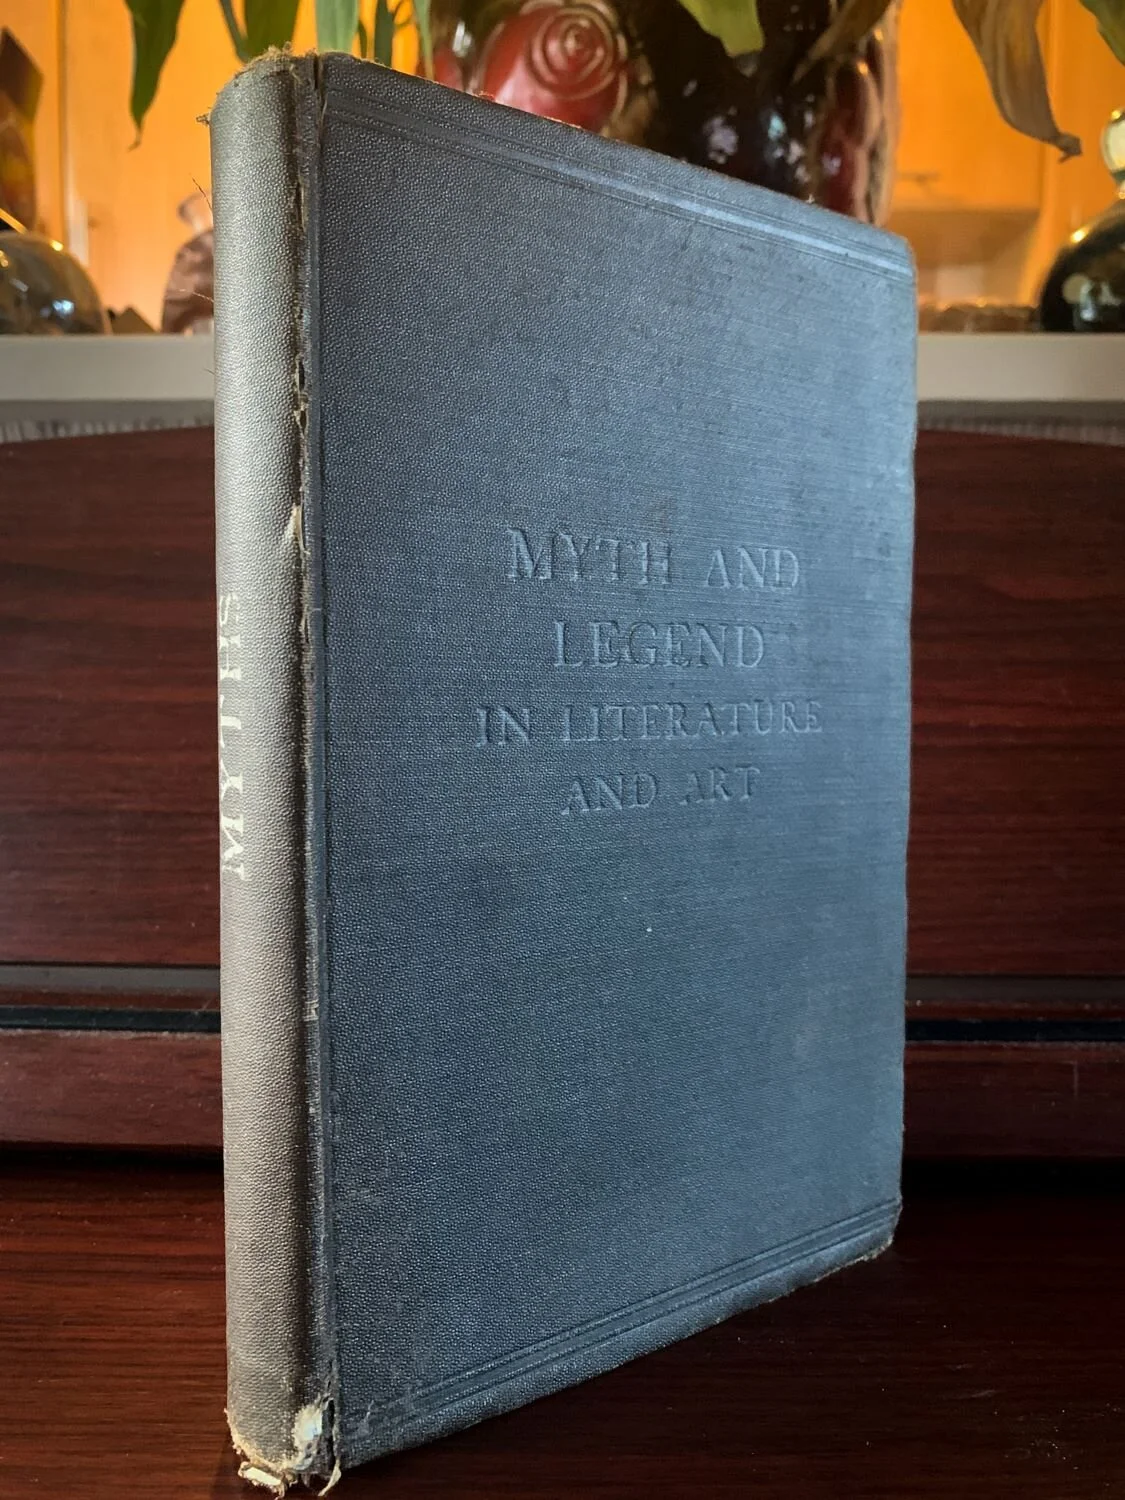 MYTHS
MYTH AND
LEGEND
IN LITERATURE
AND ART